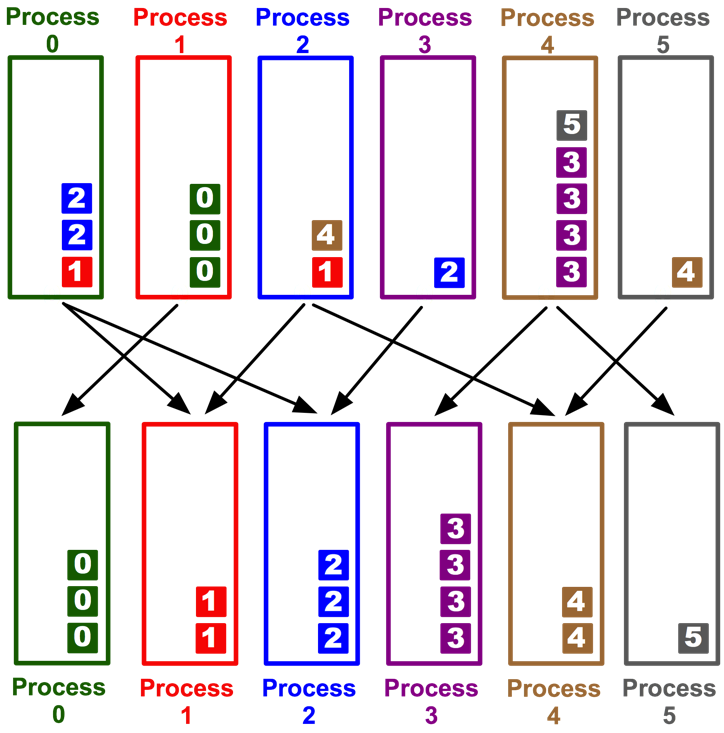 Process Process Process Process Process Process
0 1 2 3 4 5
5
3
2 0 3
2 0 4 3
1 0 1 2 3 4
3
0 2 3
0 1 2 3 4
0 1 2 3 4 5
Process Process Process Process Process Process
0 1 2 3 4 5